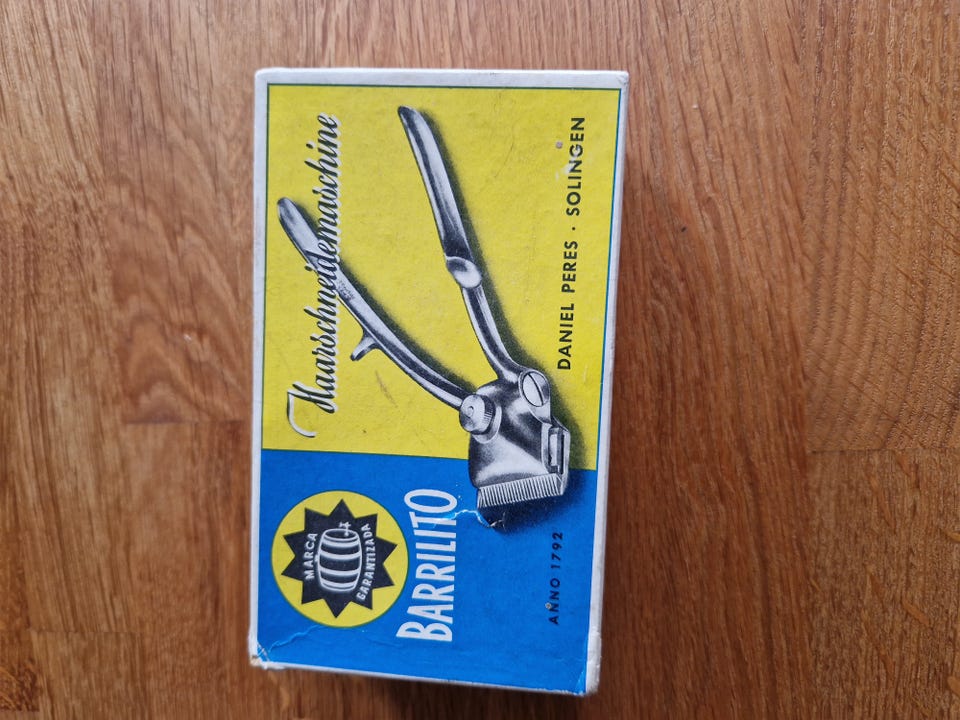 MARCA
GARANTIZADA
BARRILITO
Haarschneidemaschine
ANNO 1792
DANIEL PERES · SOLINGEN